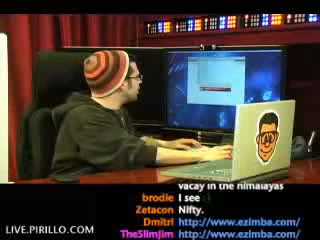 vacay in the himalayas
brodie I see
Zetacon Nifty.
Dmitri http://www.ezimba.com/
LIVE.PIRILLO.COM TheSlimJim http://www.ezimba.com/